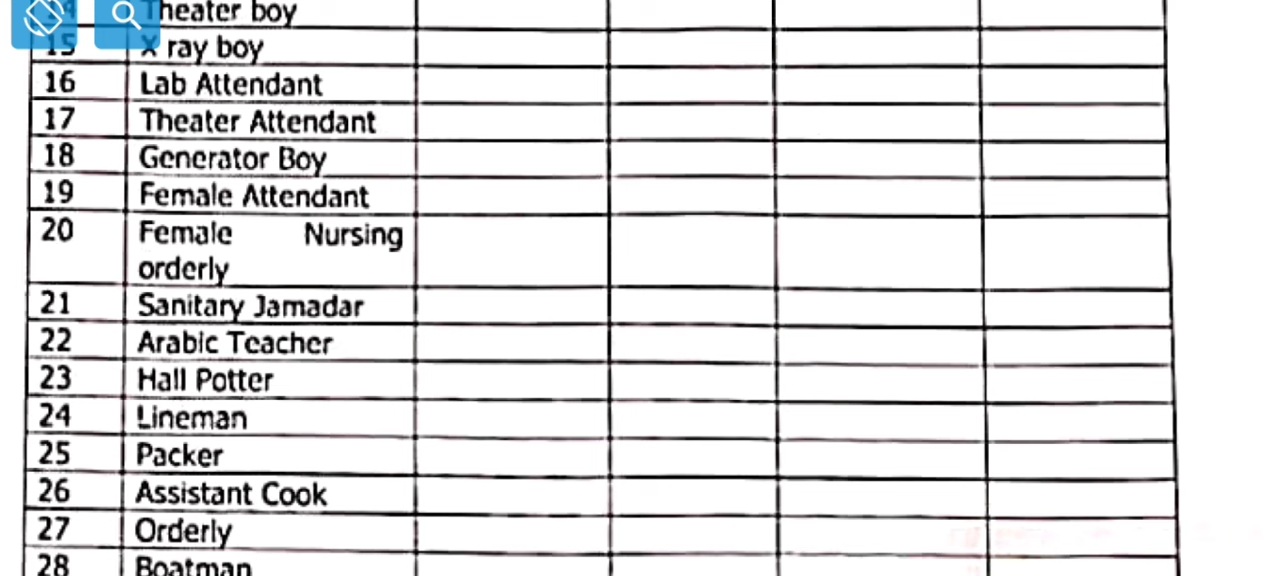 14 Theater boy
15 X ray boy
16 Lab Attendant
17 Theater Attendant
18 Generator Boy
19 Female Attendant
20 Female Nursing
orderly
21 Sanitary Jamadar
22 Arabic Teacher
23 Hall Potter
24 Lineman
25 Packer
26 Assistant Cook
27 Orderly
28 Boatman